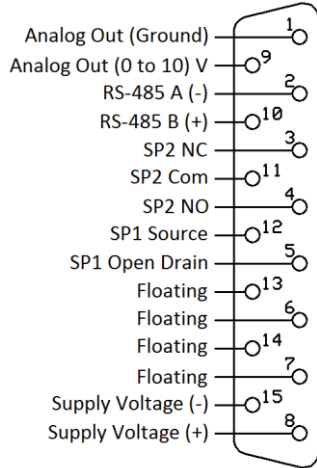 Analog Out (Ground) 1
Analog Out (0 to 10) V 9
RS-485 A (-) 2
RS-485 B (+) 10
SP2 NC 3
SP2 Com 11
SP2 NO 4
SP1 Source 12
SP1 Open Drain 5
Floating 13
Floating 6
Floating 14
Floating 7
Supply Voltage (-) 15
Supply Voltage (+) 8